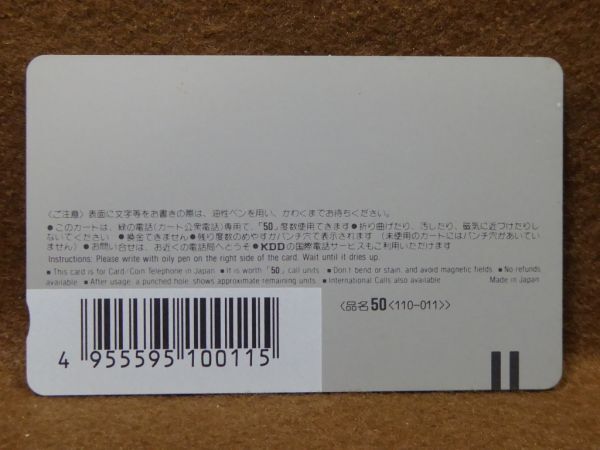 〈ご注意〉表面に文字等をお書きの際は、油性ペンを用い、かわくまでお待ちください。
●このカードは、緑の電話(カード公衆電話)専用で、「50」度数使用できます●折り曲げたり、汚したり、磁気に近づけたりし
ないでください ●換金できません●残り度数のめやすがパンチ穴で表示されます (未使用のカードにはパンチ穴があいてい
ません)●お問い合せは、お近くの電話局へどうぞ ●KDDの国際電話サービスもご利用いただけます
Instructions: Please write with oily pen on the right side of the card. Wait until it dries up.
■ This card is for Card/Coin Telephone in Japan ■ It is worth「50」call units ■ Don't bend or stain, and avoid magnetic fields ■ No refunds
available ■ After usage, a punched hole, shows approximate remaining units. ■ International Calls also available Made in Japan
〈品名50〈110-011〉〉
4 955595 100115